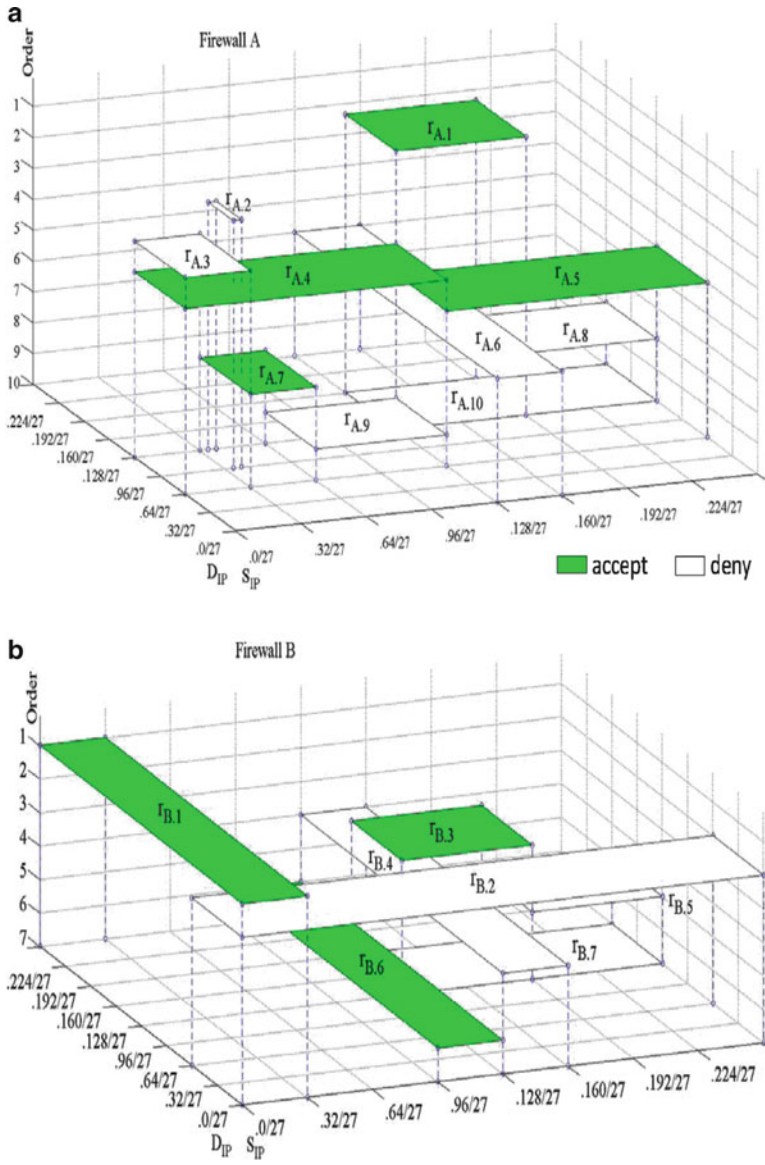 a
Firewall A
Order
1
2
3
4
5
6
7
8
9
10
rA.1
rA.2
rA.3
rA.4
rA.5
rA.6
rA.7
rA.8
rA.9
rA.10
.224/27
.192/27
.160/27
.128/27
.96/27
.64/27
.32/27
.0/27
.0/27
.32/27
.64/27
.96/27
.128/27
.160/27
.192/27
.224/27
DIP SIP
accept deny
b
Firewall B
Order
1
2
3
4
5
6
7
rB.1
rB.3
rB.4
rB.2
rB.5
rB.6
rB.7
.224/27
.192/27
.160/27
.128/27
.96/27
.64/27
.32/27
.0/27
.0/27
.32/27
.64/27
.96/27
.128/27
.160/27
.192/27
.224/27
DIP SIP